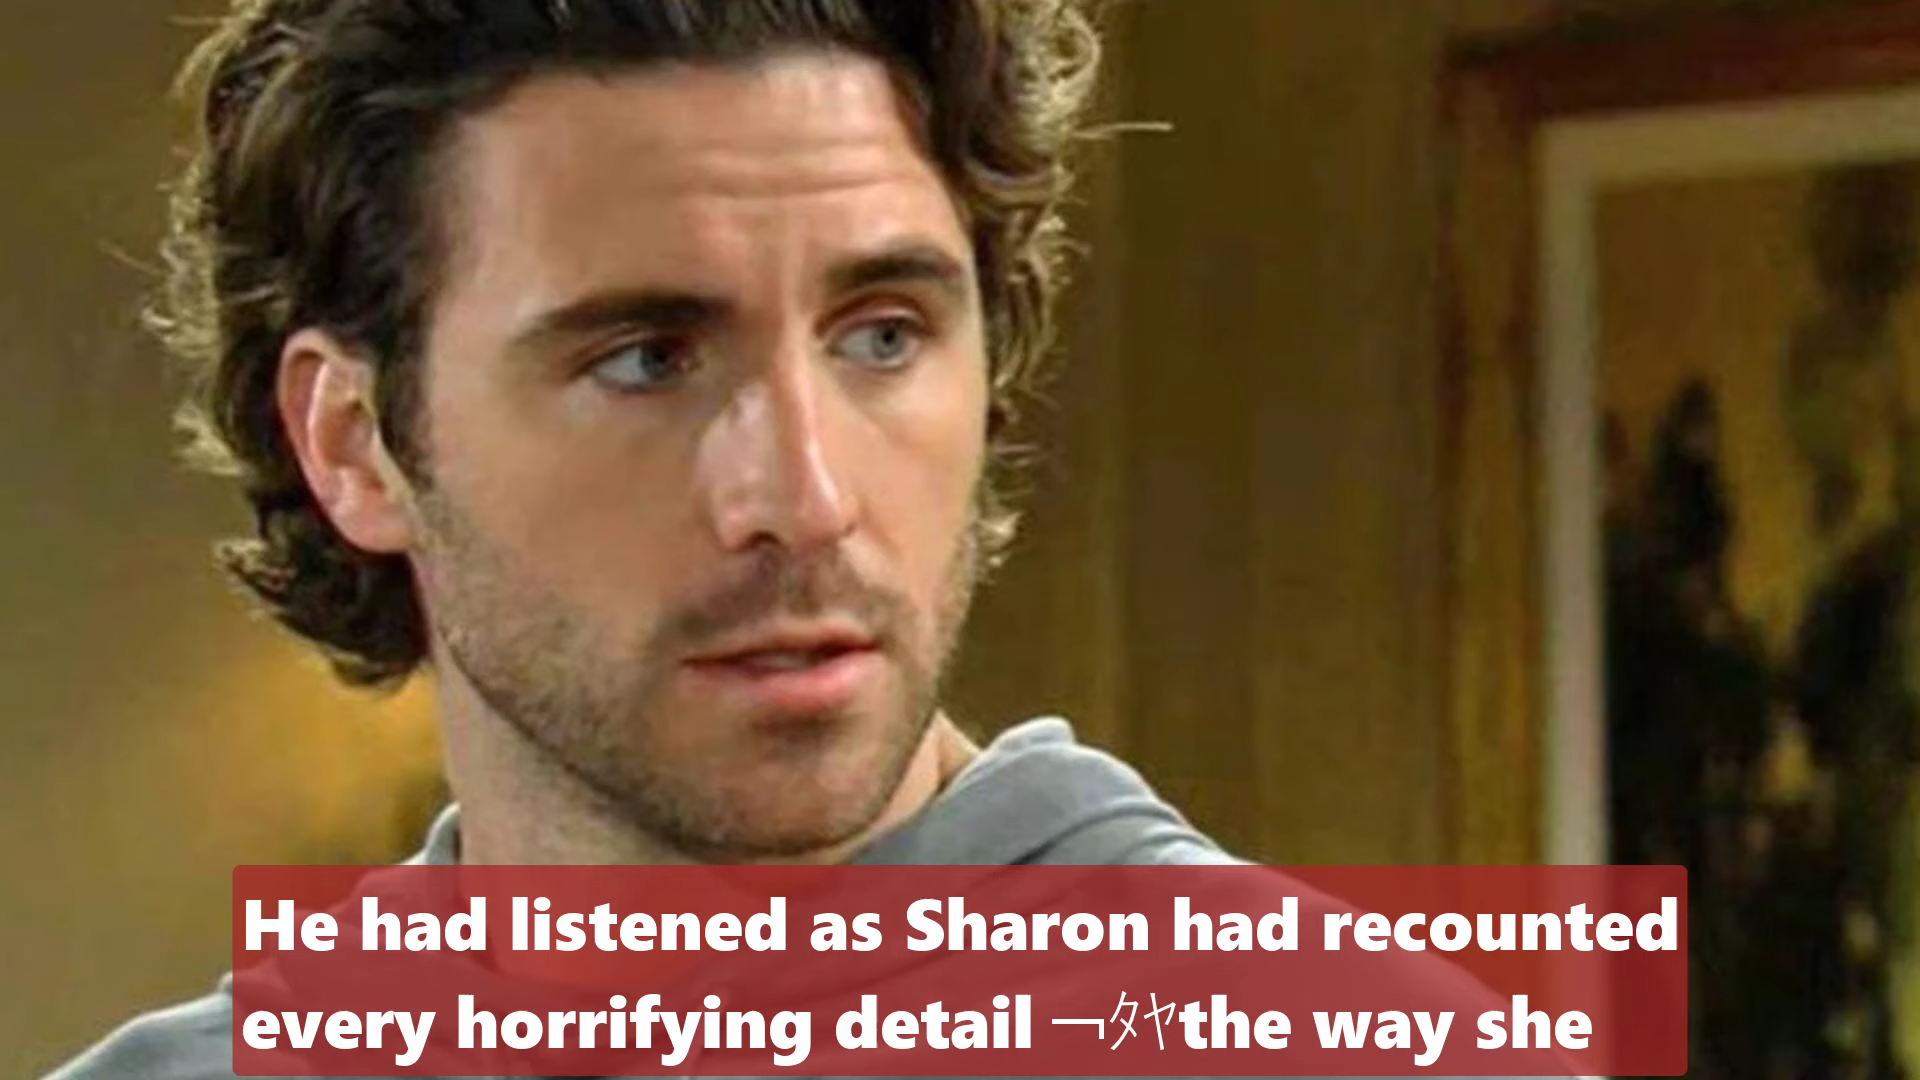 He had listened as Sharon had recounted
every horrifying detail ￢ﾀﾔthe way she